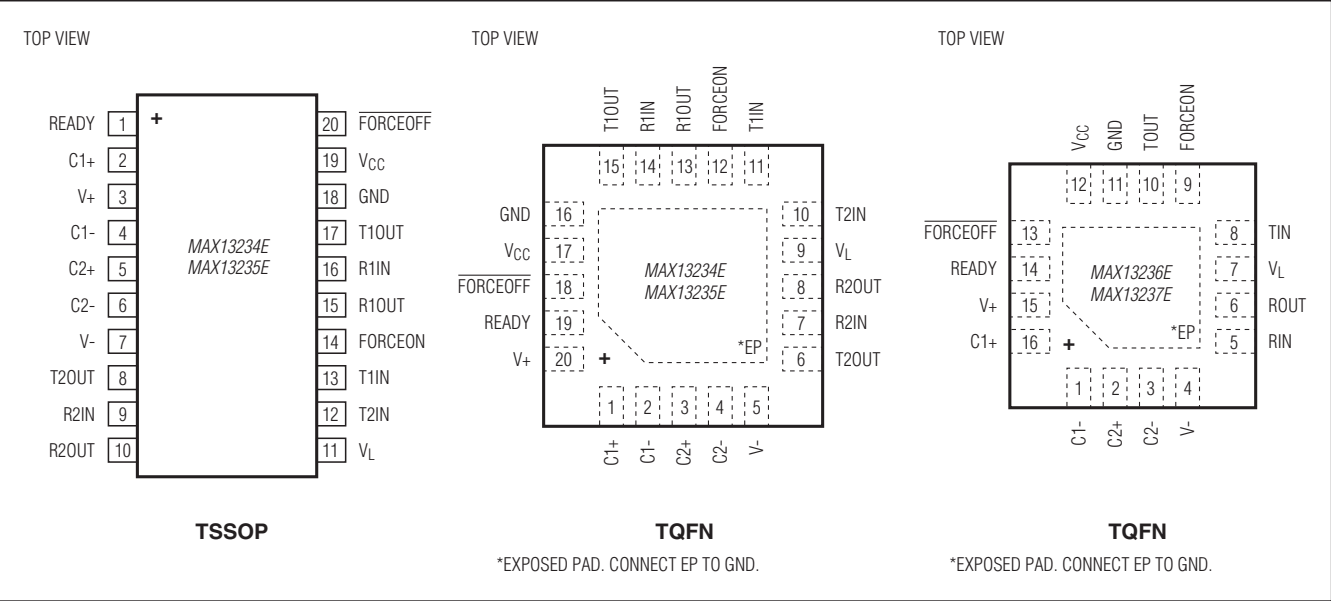 TOP VIEW
READY 1 + 20 FORCEOFF
C1+ 2 19 VCC
V+ 3 18 GND
C1- 4 17 T1OUT
MAX13234E
MAX13235E
C2+ 5 16 R1IN
C2- 6 15 R1OUT
V- 7 14 FORCEON
T2OUT 8 13 T1IN
R2IN 9 12 T2IN
R2OUT 10 11 VL
TSSOP
TOP VIEW
T1OUT R1IN R1OUT FORCEON T1IN
15 14 13 12 11
GND 16 10 T2IN
VCC 17 9 VL
MAX13234E
MAX13235E
FORCEOFF 18 8 R2OUT
READY 19 7 R2IN
*EP
V+ 20 + 6 T2OUT
1 2 3 4 5
C1+ C1- C2+ C2- V-
TQFN
*EXPOSED PAD. CONNECT EP TO GND.
TOP VIEW
VCC GND TOUT FORCEON
12 11 10 9
FORCEOFF 13 8 TIN
READY 14 7 VL
MAX13236E
MAX13237E
V+ 15 6 ROUT
*EP
C1+ 16 + 5 RIN
1 2 3 4
C1- C2+ C2- V-
TQFN
*EXPOSED PAD. CONNECT EP TO GND.